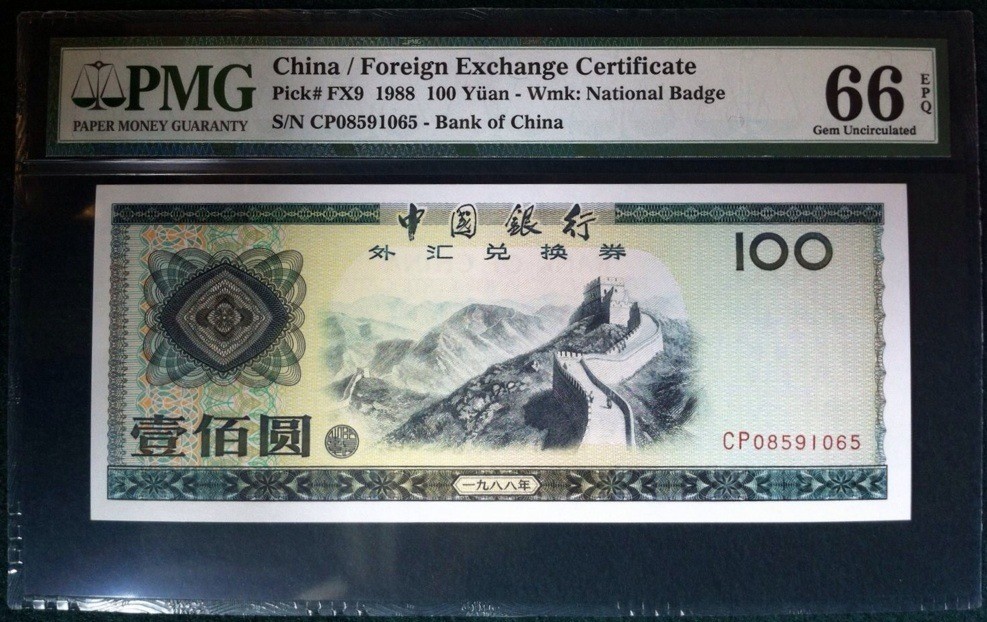 PMG
PAPER MONEY GUARANTY
China / Foreign Exchange Certificate
Pick# FX9 1988 100 Yüan - Wmk: National Badge
S/N CP08591065 - Bank of China
66 EPQ
Gem Uncirculated
中國銀行
外汇兑换券
100
壹佰圆
CP08591065
一九八八年